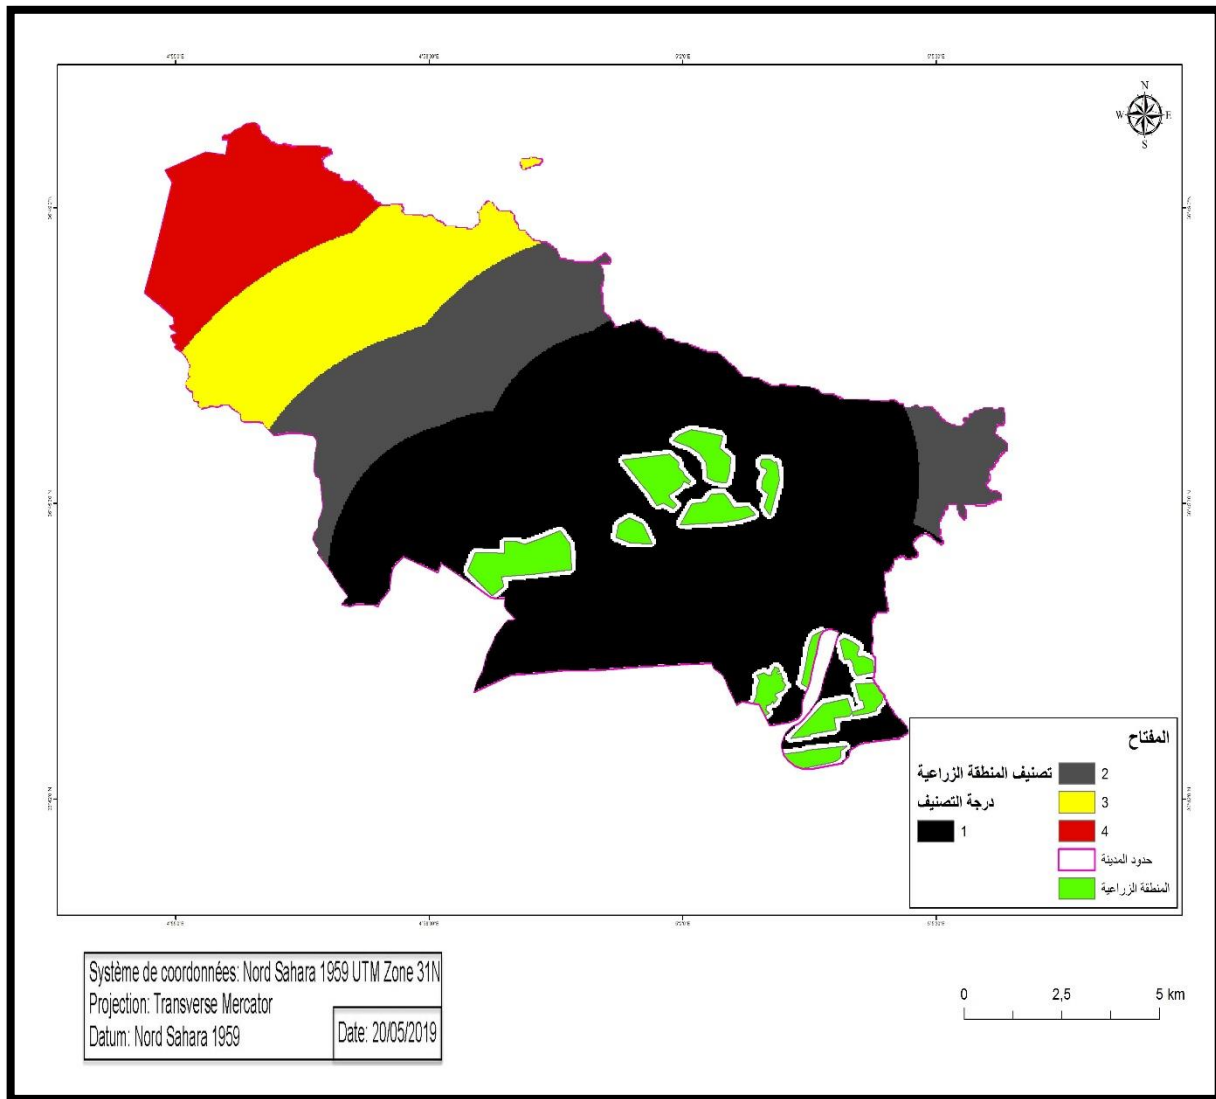 N
W E
S
المفتاح
تصنيف المنطقة الزراعية
درجة التصنيف
1
2
3
4
حدود المدينة
المنطقة الزراعية
Système de coordonnées: Nord Sahara 1959 UTM Zone 31N
Projection: Transverse Mercator
Datum: Nord Sahara 1959
Date: 20/05/2019
0 2,5 5 km